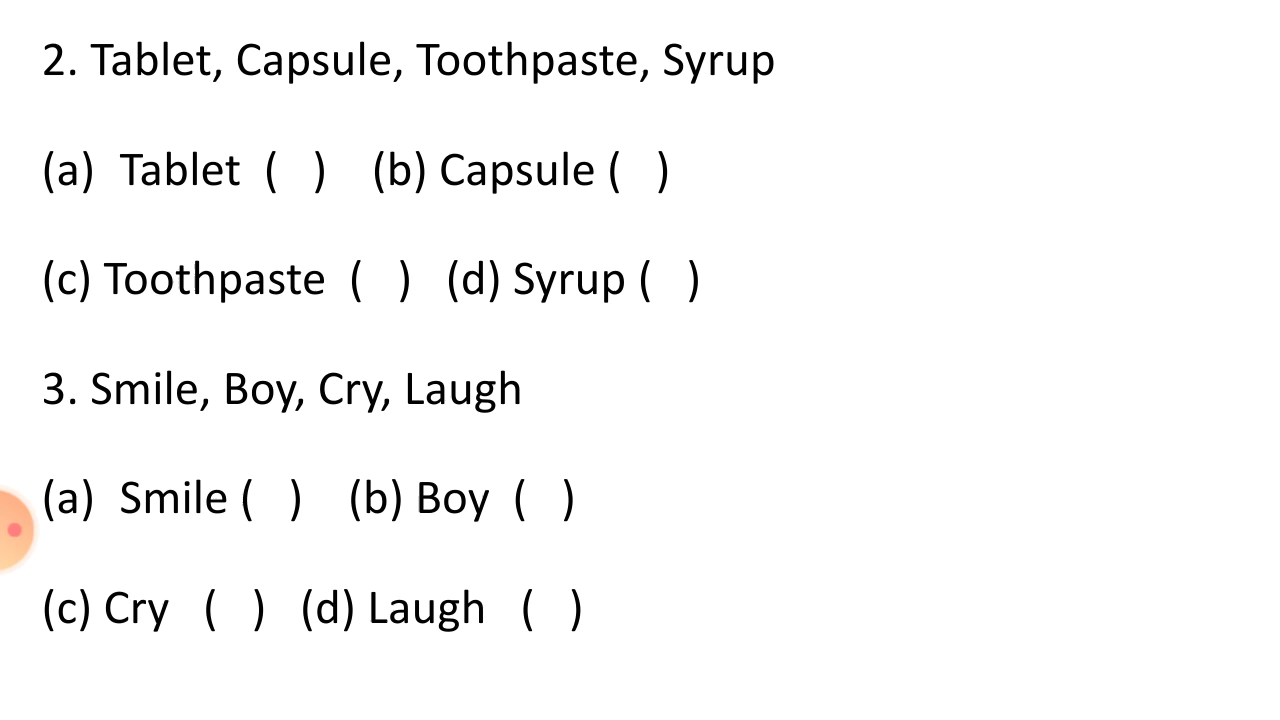 2. Tablet, Capsule, Toothpaste, Syrup
(a) Tablet ( ) (b) Capsule ( )
(c) Toothpaste ( ) (d) Syrup ( )
3. Smile, Boy, Cry, Laugh
(a) Smile ( ) (b) Boy ( )
(c) Cry ( ) (d) Laugh ( )